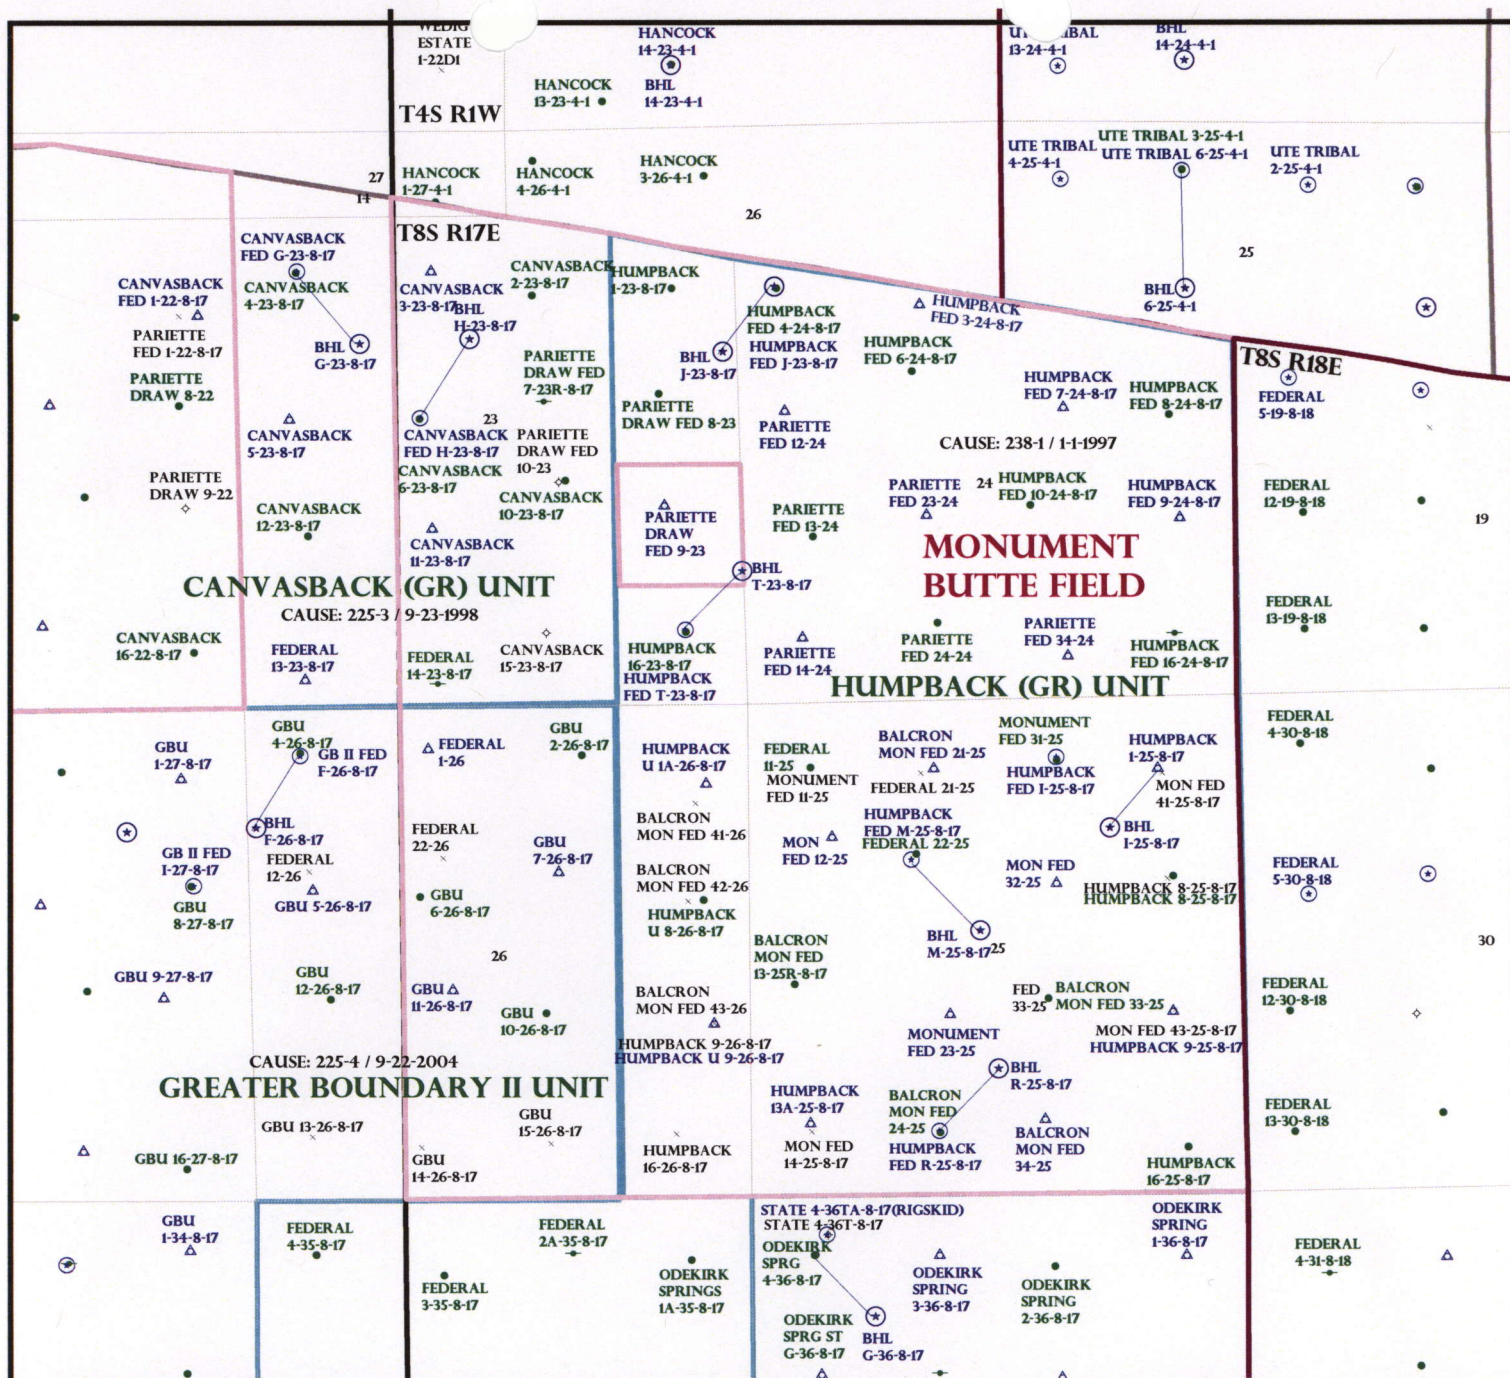 WEDIG
ESTATE
1-22D1
HANCOCK
14-23-4-1
BHL
14-23-4-1
HANCOCK
13-23-4-1
UTE TRIBAL
13-24-4-1
BHL
14-24-4-1
T4S R1W
UTE TRIBAL
4-25-4-1
UTE TRIBAL 3-25-4-1
UTE TRIBAL 6-25-4-1
UTE TRIBAL
2-25-4-1
27
14
HANCOCK
1-27-4-1
HANCOCK
4-26-4-1
HANCOCK
3-26-4-1
26
25
BHL
6-25-4-1
T8S R17E
CANVASBACK
FED G-23-8-17
CANVASBACK
4-23-8-17
CANVASBACK
FED 1-22-8-17
PARIETTE
FED 1-22-8-17
PARIETTE
DRAW 8-22
BHL
G-23-8-17
CANVASBACK
3-23-8-17
BHL
H-23-8-17
CANVASBACK
2-23-8-17
HUMPBACK
1-23-8-17
PARIETTE
DRAW FED
7-23R-8-17
BHL
J-23-8-17
HUMPBACK
FED 4-24-8-17
HUMPBACK
FED J-23-8-17
HUMPBACK
FED 3-24-8-17
HUMPBACK
FED 6-24-8-17
HUMPBACK
FED 7-24-8-17
HUMPBACK
FED 8-24-8-17
T8S R18E
FEDERAL
5-19-8-18
CANVASBACK
5-23-8-17
23
CANVASBACK
FED H-23-8-17
CANVASBACK
6-23-8-17
PARIETTE
DRAW FED
10-23
CANVASBACK
10-23-8-17
PARIETTE
DRAW FED 8-23
PARIETTE
FED 12-24
CAUSE: 238-1 / 1-1-1997
PARIETTE
DRAW 9-22
CANVASBACK
12-23-8-17
CANVASBACK
11-23-8-17
PARIETTE
DRAW
FED 9-23
PARIETTE
FED 13-24
PARIETTE
FED 23-24
24
HUMPBACK
FED 10-24-8-17
HUMPBACK
FED 9-24-8-17
FEDERAL
12-19-8-18
19
MONUMENT
BUTTE FIELD
CANVASBACK (GR) UNIT
CAUSE: 225-3 / 9-23-1998
BHL
T-23-8-17
CANVASBACK
16-22-8-17
FEDERAL
13-23-8-17
FEDERAL
14-23-8-17
CANVASBACK
15-23-8-17
HUMPBACK
16-23-8-17
HUMPBACK
FED T-23-8-17
PARIETTE
FED 14-24
PARIETTE
FED 24-24
PARIETTE
FED 34-24
HUMPBACK
FED 16-24-8-17
FEDERAL
13-19-8-18
HUMPBACK (GR) UNIT
GBU
1-27-8-17
GBU
4-26-8-17
GB II FED
F-26-8-17
FEDERAL
1-26
GBU
2-26-8-17
HUMPBACK
U 1A-26-8-17
FEDERAL
11-25
MONUMENT
FED 11-25
BALCRON
MON FED 21-25
FEDERAL 21-25
MONUMENT
FED 31-25
HUMPBACK
FED I-25-8-17
HUMPBACK
1-25-8-17
MON FED
41-25-8-17
FEDERAL
4-30-8-18
BHL
F-26-8-17
GB II FED
I-27-8-17
GBU
8-27-8-17
FEDERAL
12-26
GBU 5-26-8-17
FEDERAL
22-26
GBU
6-26-8-17
GBU
7-26-8-17
BALCRON
MON FED 41-26
BALCRON
MON FED 42-26
HUMPBACK
U 8-26-8-17
MON
FED 12-25
HUMPBACK
FED M-25-8-17
FEDERAL 22-25
BHL
I-25-8-17
MON FED
32-25
HUMPBACK 8-25-8-17
HUMPBACK 8-25-8-17
FEDERAL
5-30-8-18
BHL
M-25-8-17
25
30
26
GBU 9-27-8-17
GBU
12-26-8-17
GBU
11-26-8-17
GBU
10-26-8-17
BALCRON
MON FED 43-26
HUMPBACK 9-26-8-17
HUMPBACK U 9-26-8-17
BALCRON
MON FED
13-25R-8-17
FED
33-25
BALCRON
MON FED 33-25
MONUMENT
FED 23-25
MON FED 43-25-8-17
HUMPBACK 9-25-8-17
FEDERAL
12-30-8-18
CAUSE: 225-4 / 9-22-2004
GREATER BOUNDARY II UNIT
BHL
R-25-8-17
HUMPBACK
13A-25-8-17
MON FED
14-25-8-17
BALCRON
MON FED
24-25
HUMPBACK
FED R-25-8-17
BALCRON
MON FED
34-25
FEDERAL
13-30-8-18
GBU 13-26-8-17
GBU 16-27-8-17
GBU
14-26-8-17
GBU
15-26-8-17
HUMPBACK
16-26-8-17
HUMPBACK
16-25-8-17
GBU
1-34-8-17
FEDERAL
4-35-8-17
FEDERAL
3-35-8-17
FEDERAL
2A-35-8-17
ODEKIRK
SPRINGS
1A-35-8-17
STATE 4-36TA-8-17(RIGSKID)
STATE 4-36T-8-17
ODEKIRK
SPRG
4-36-8-17
ODEKIRK
SPRG ST
G-36-8-17
BHL
G-36-8-17
ODEKIRK
SPRING
3-36-8-17
ODEKIRK
SPRING
2-36-8-17
ODEKIRK
SPRING
1-36-8-17
FEDERAL
4-31-8-18